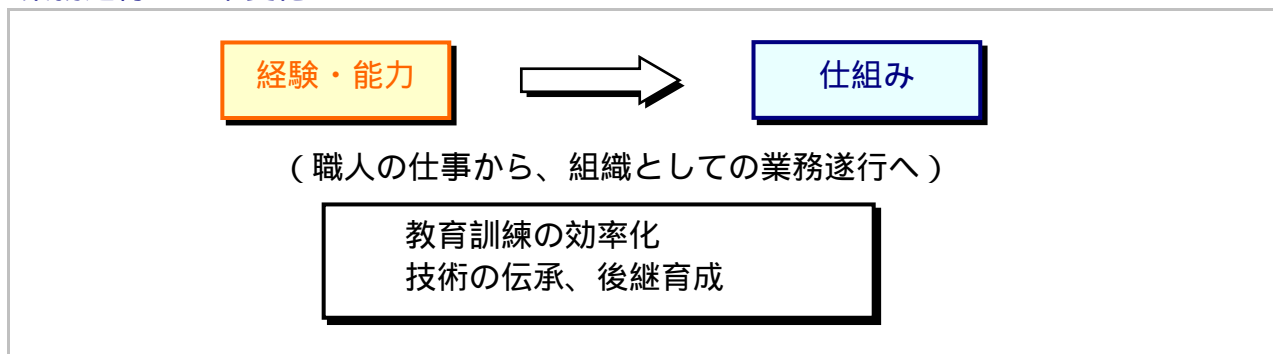 経験・能力
仕組み
（職人の仕事から、組織としての業務遂行へ）
教育訓練の効率化
技術の伝承、後継育成